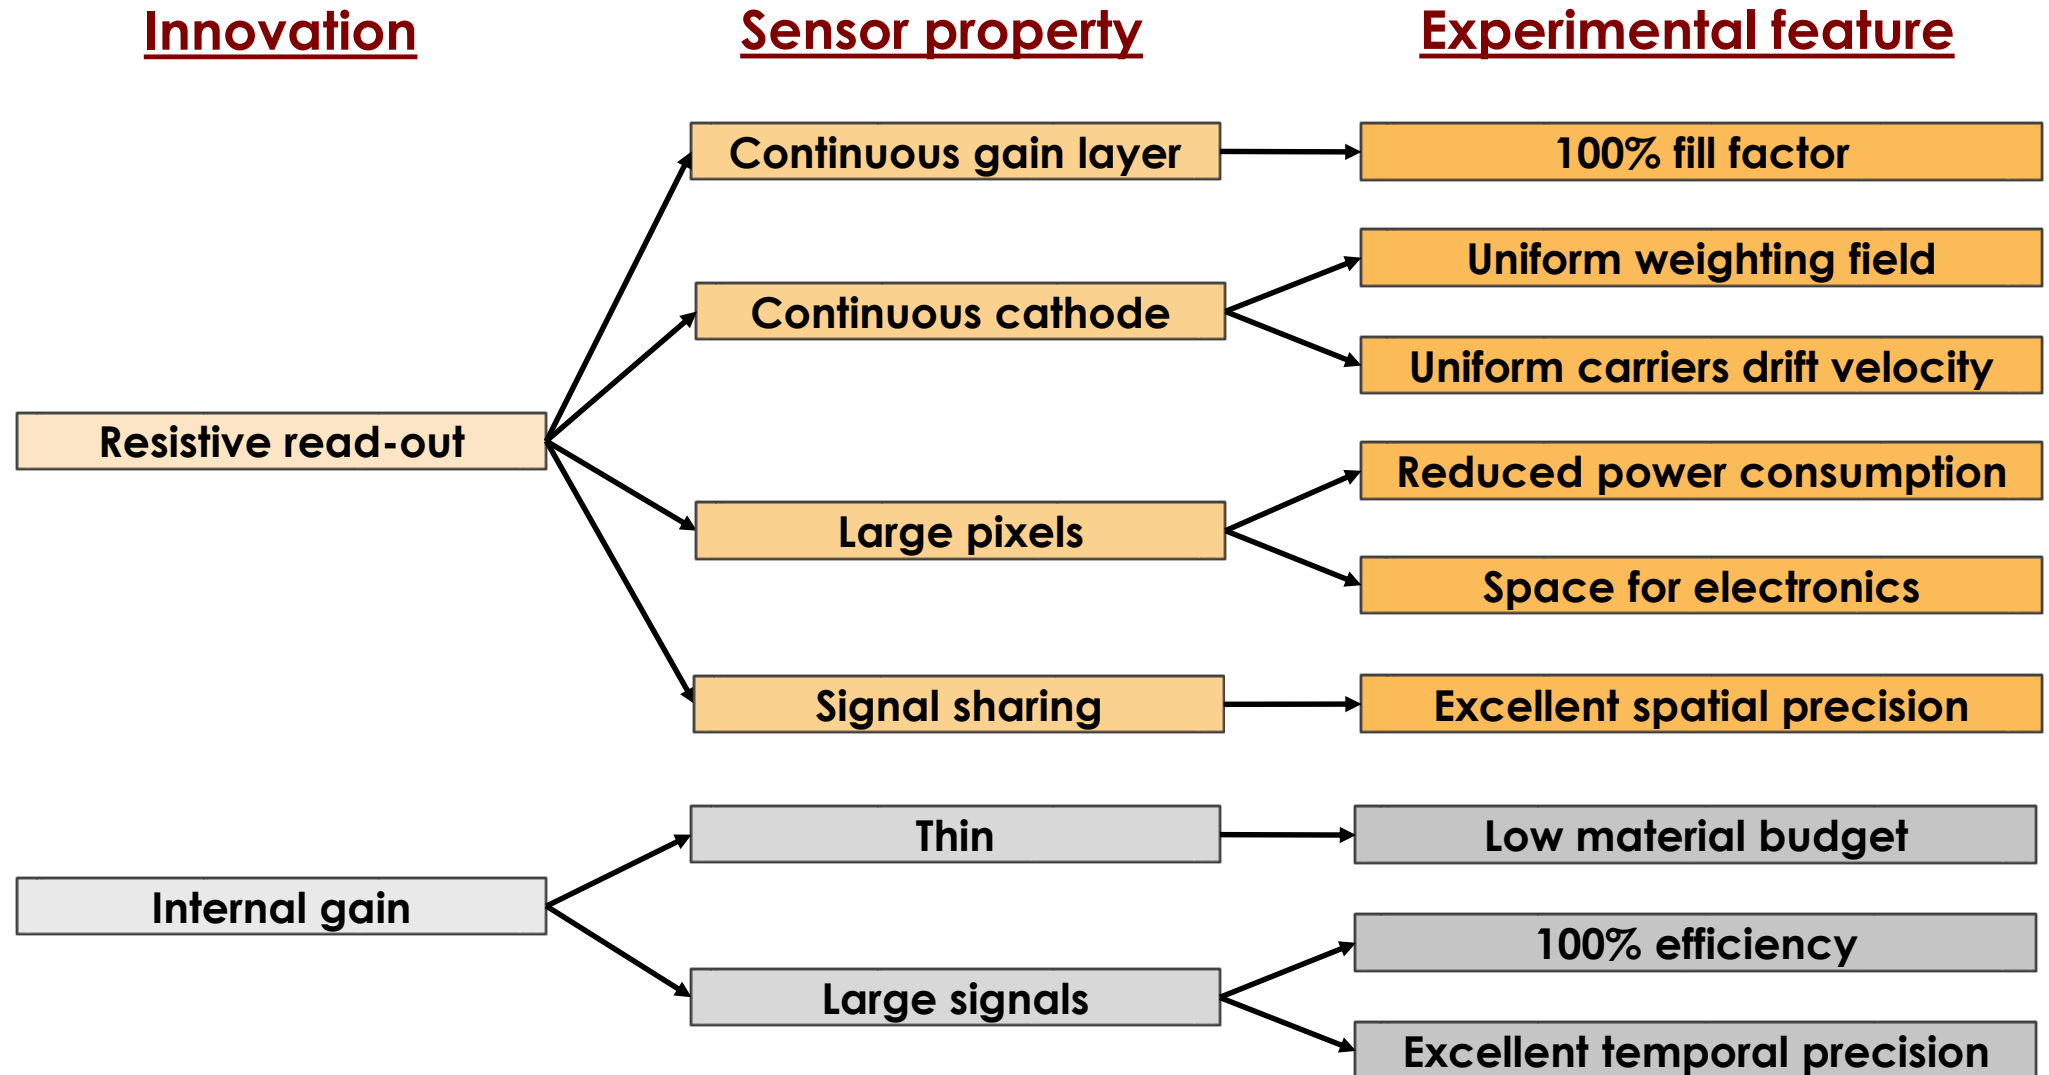 Innovation
Sensor property
Experimental feature
Continuous gain layer
100% fill factor
Uniform weighting field
Continuous cathode
Uniform carriers drift velocity
Resistive read-out
Reduced power consumption
Large pixels
Space for electronics
Signal sharing
Excellent spatial precision
Thin
Low material budget
Internal gain
100% efficiency
Large signals
Excellent temporal precision